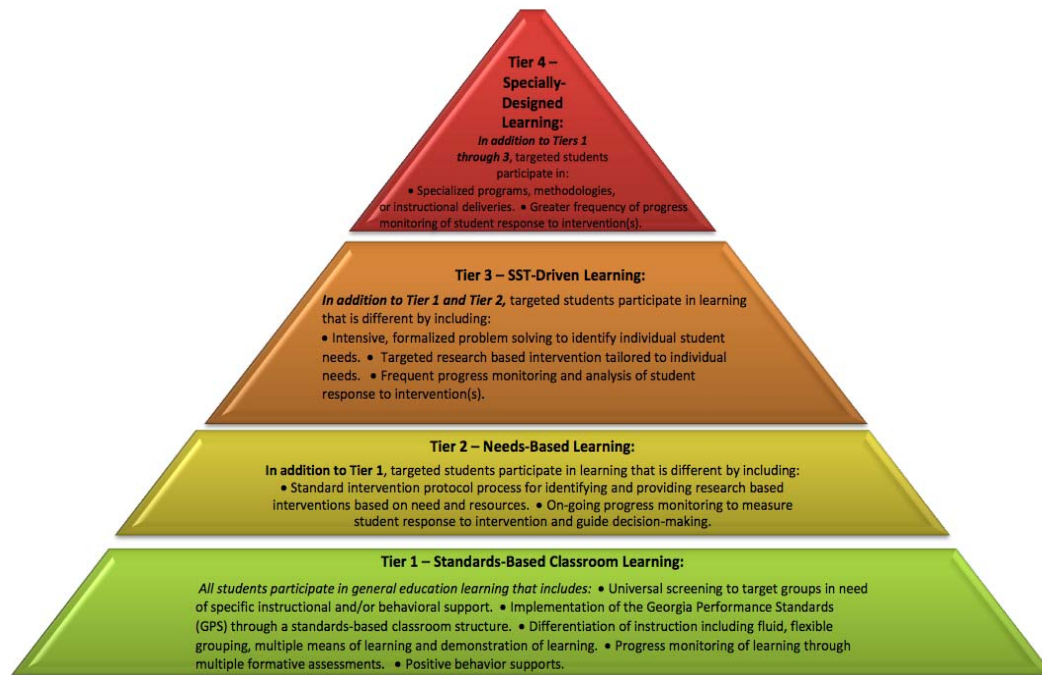 Tier 4 –
Specially-
Designed
Learning:
In addition to Tiers 1
through 3, targeted students
participate in:
• Specialized programs, methodologies,
or instructional deliveries. • Greater frequency of progress
monitoring of student response to intervention(s).
Tier 3 – SST-Driven Learning:
In addition to Tier 1 and Tier 2, targeted students participate in learning
that is different by including:
• Intensive, formalized problem solving to identify individual student
needs. • Targeted research based intervention tailored to individual
needs. • Frequent progress monitoring and analysis of student
response to intervention(s).
Tier 2 – Needs-Based Learning:
In addition to Tier 1, targeted students participate in learning that is different by including:
• Standard intervention protocol process for identifying and providing research based
interventions based on need and resources. • On-going progress monitoring to measure
student response to intervention and guide decision-making.
Tier 1 – Standards-Based Classroom Learning:
All students participate in general education learning that includes: • Universal screening to target groups in need
of specific instructional and/or behavioral support. • Implementation of the Georgia Performance Standards
(GPS) through a standards-based classroom structure. • Differentiation of instruction including fluid, flexible
grouping, multiple means of learning and demonstration of learning. • Progress monitoring of learning through
multiple formative assessments. • Positive behavior supports.